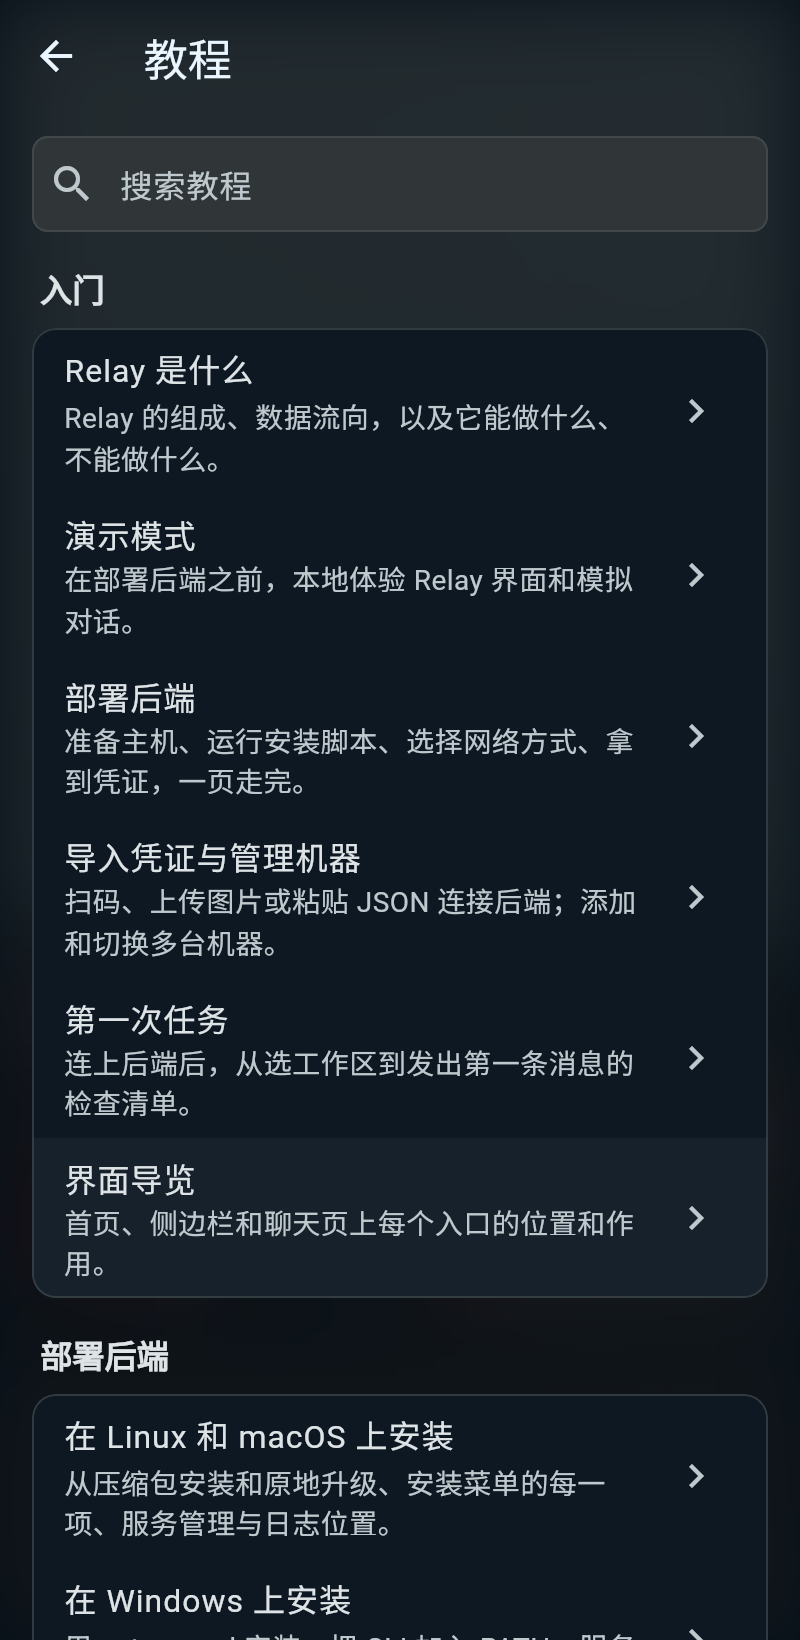 教程
搜索教程
入门
Relay 是什么
Relay 的组成、数据流向，以及它能做什么、
不能做什么。
演示模式
在部署后端之前，本地体验 Relay 界面和模拟
对话。
部署后端
准备主机、运行安装脚本、选择网络方式、拿
到凭证，一页走完。
导入凭证与管理机器
扫码、上传图片或粘贴 JSON 连接后端；添加
和切换多台机器。
第一次任务
连上后端后，从选工作区到发出第一条消息的
检查清单。
界面导览
首页、侧边栏和聊天页上每个入口的位置和作
用。
部署后端
在 Linux 和 macOS 上安装
从压缩包安装和原地升级、安装菜单的每一
项、服务管理与日志位置。
在 Windows 上安装